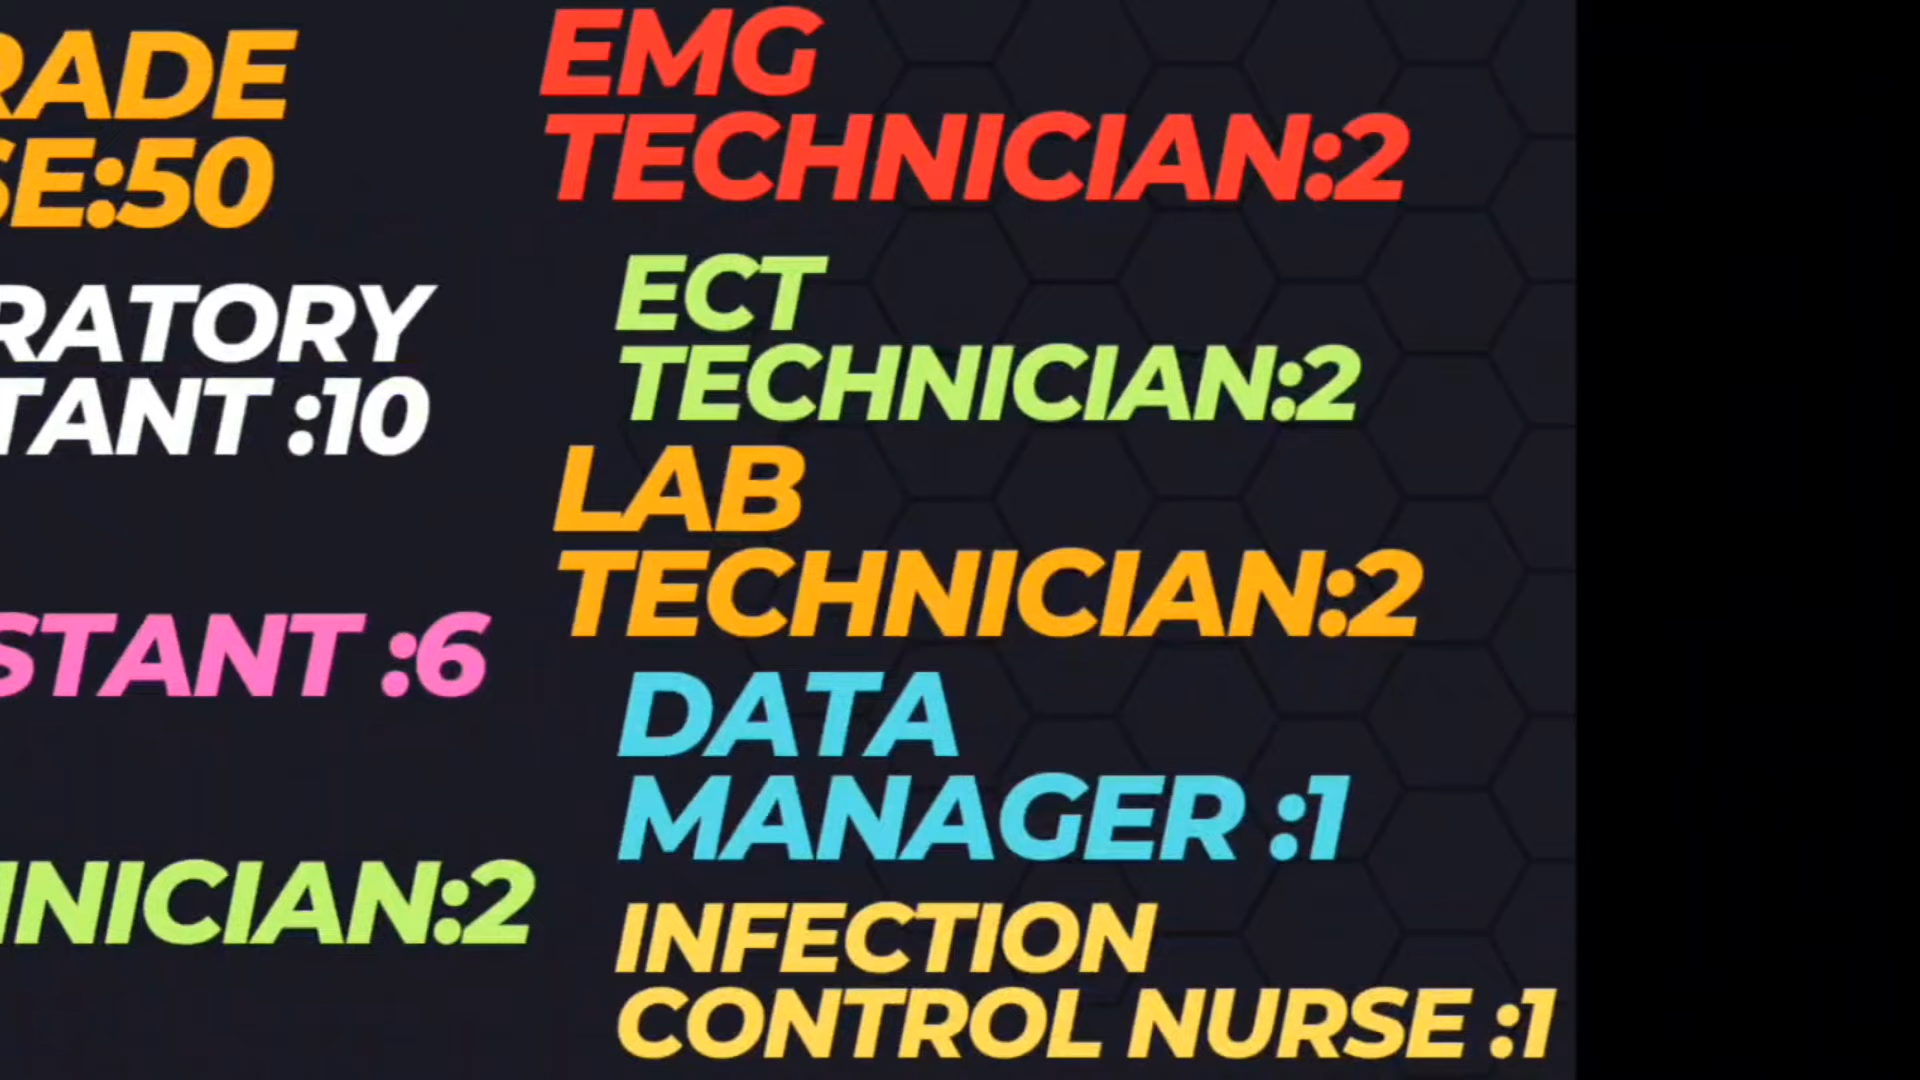 RADE
SE:50
RATORY
TANT :10
STANT :6
NICIAN:2
EMG
TECHNICIAN:2
ECT
TECHNICIAN:2
LAB
TECHNICIAN:2
DATA
MANAGER :1
INFECTION
CONTROL NURSE :1